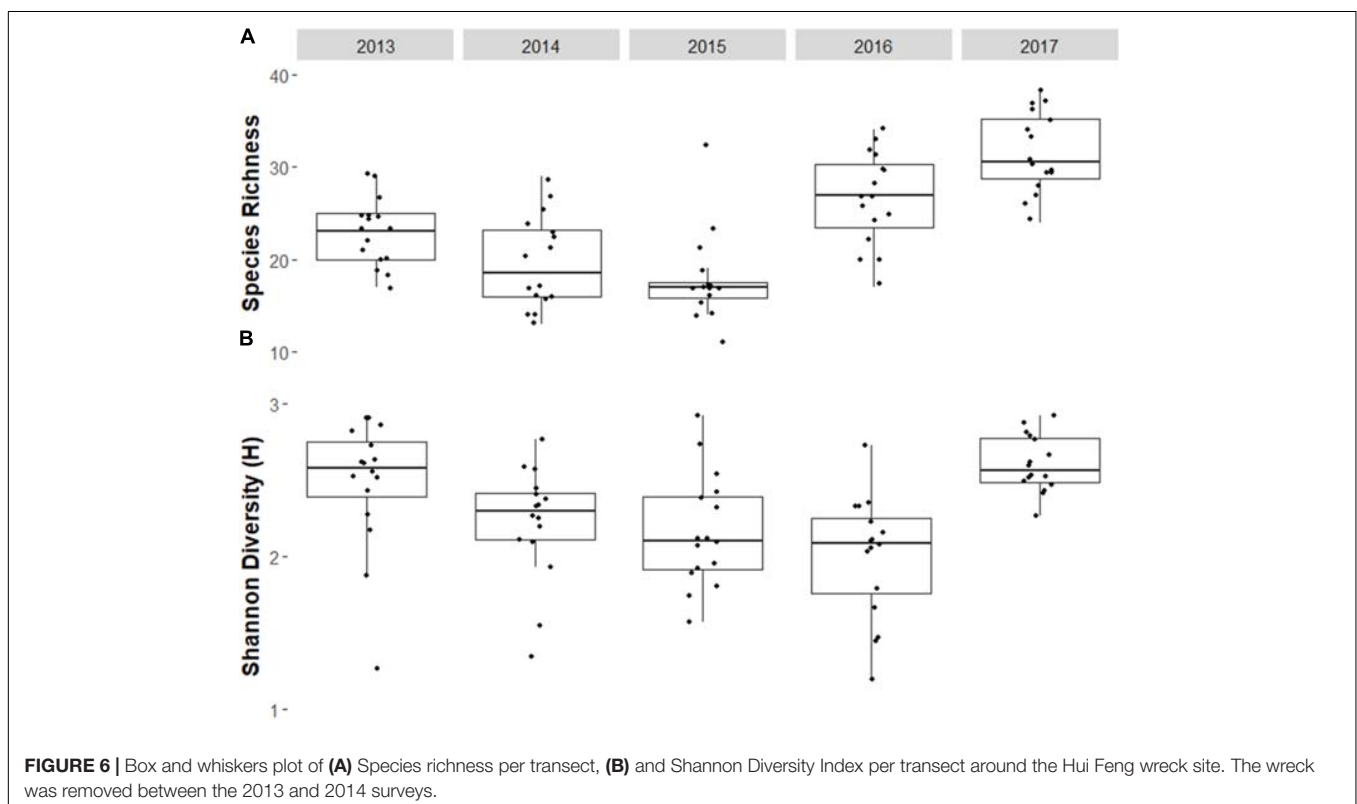 A
2013 2014 2015 2016 2017
40
30
20
10
Species Richness
B
3
2
1
Shannon Diversity (H)
FIGURE 6 | Box and whiskers plot of (A) Species richness per transect, (B) and Shannon Diversity Index per transect around the Hui Feng wreck site. The wreck
was removed between the 2013 and 2014 surveys.